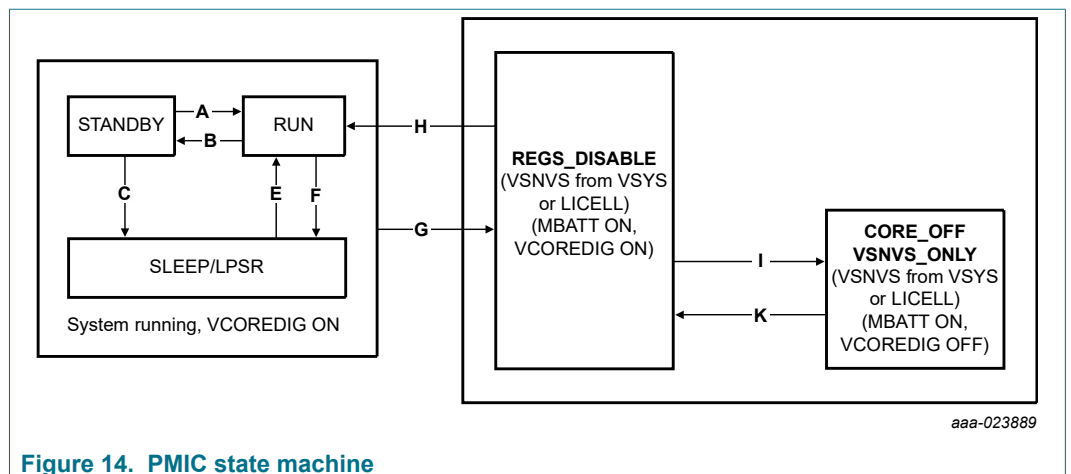 STANDBY
A
B
RUN
C
E
F
SLEEP/LPSR
System running, VCOREDIG ON
H
G
REGS_DISABLE
(VSNVS from VSYS
or LICELL)
(MBATT ON,
VCOREDIG ON)
I
K
CORE_OFF
VSNVS_ONLY
(VSNVS from VSYS
or LICELL)
(MBATT ON,
VCOREDIG OFF)
aaa-023889
Figure 14. PMIC state machine